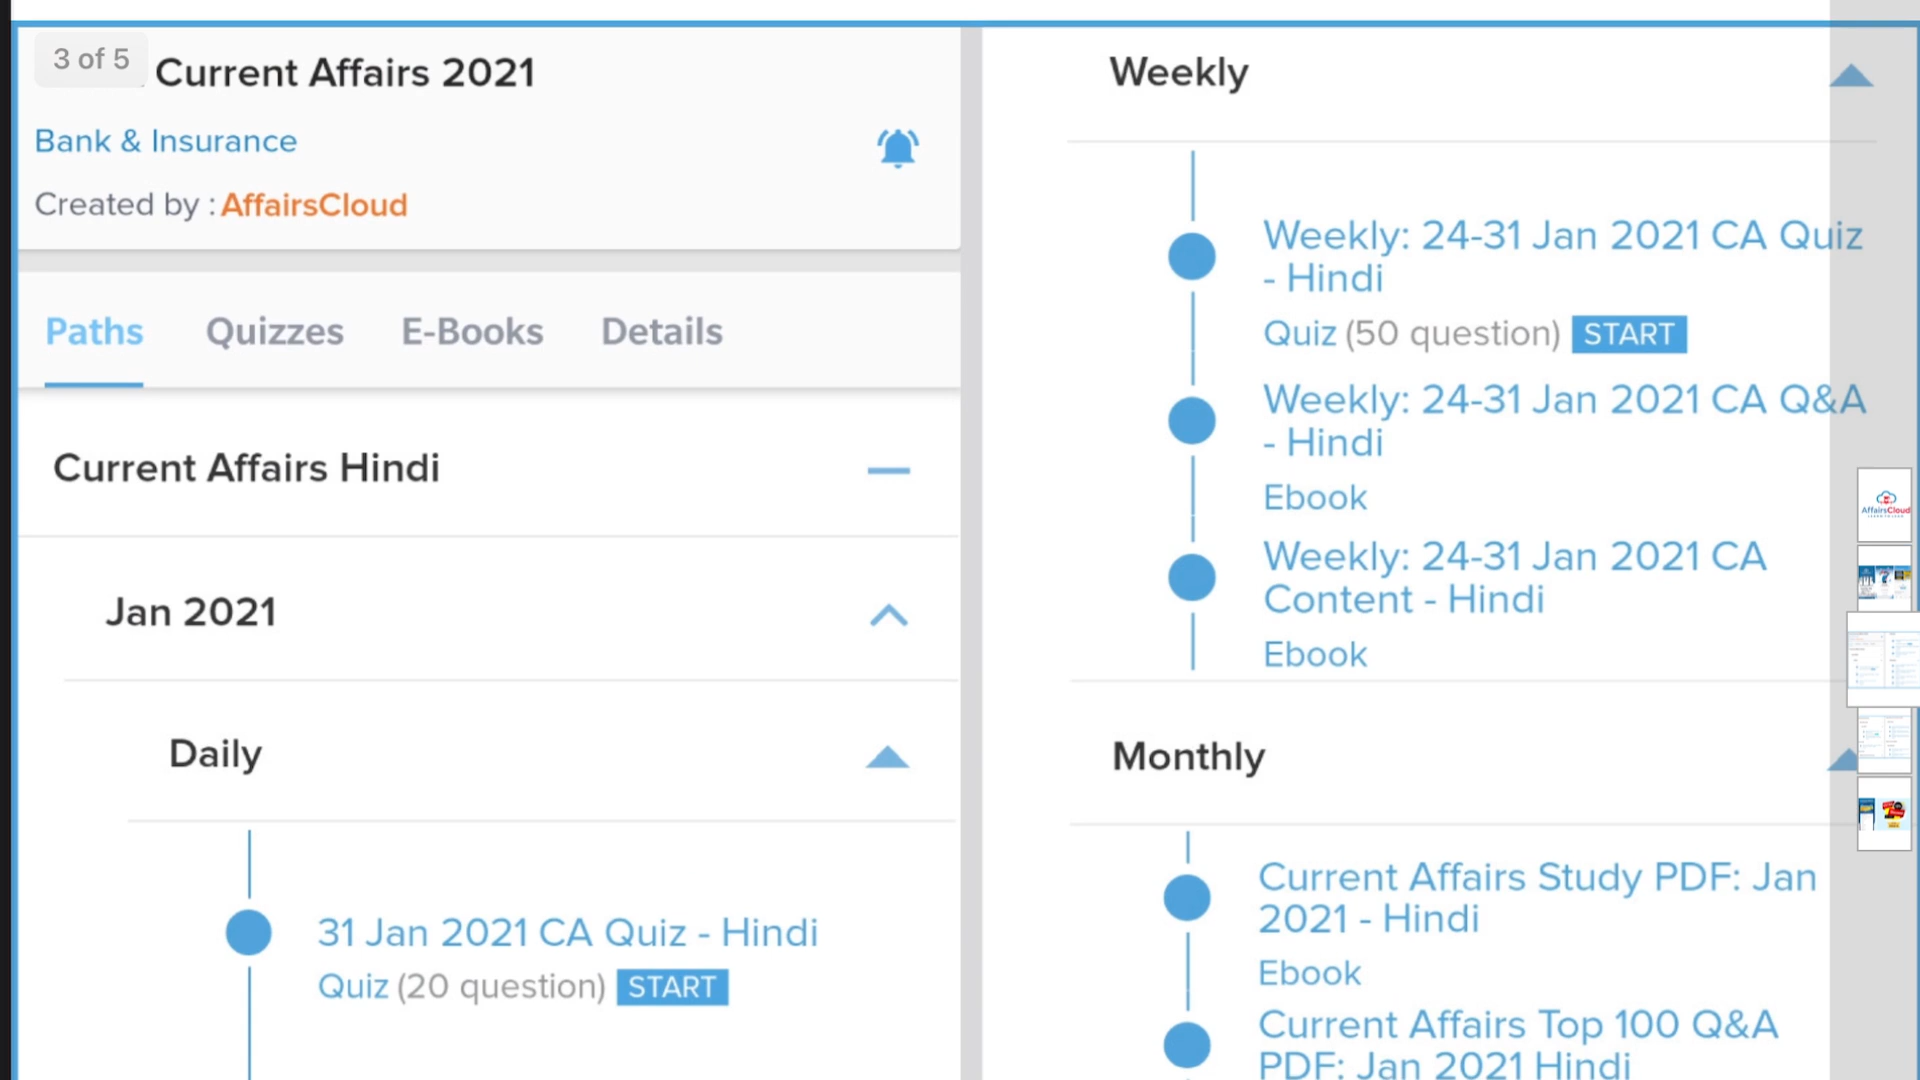 3 of 5
Current Affairs 2021
Bank & Insurance
Created by : AffairsCloud
Paths
Quizzes
E-Books
Details
Current Affairs Hindi
Jan 2021
Daily
31 Jan 2021 CA Quiz - Hindi
Quiz (20 question) START
Weekly
Weekly: 24-31 Jan 2021 CA Quiz
- Hindi
Quiz (50 question) START
Weekly: 24-31 Jan 2021 CA Q&A
- Hindi
Ebook
Weekly: 24-31 Jan 2021 CA
Content - Hindi
Ebook
Monthly
Current Affairs Study PDF: Jan
2021 - Hindi
Ebook
Current Affairs Top 100 Q&A
PDF: Jan 2021 Hindi
AffairsCloud